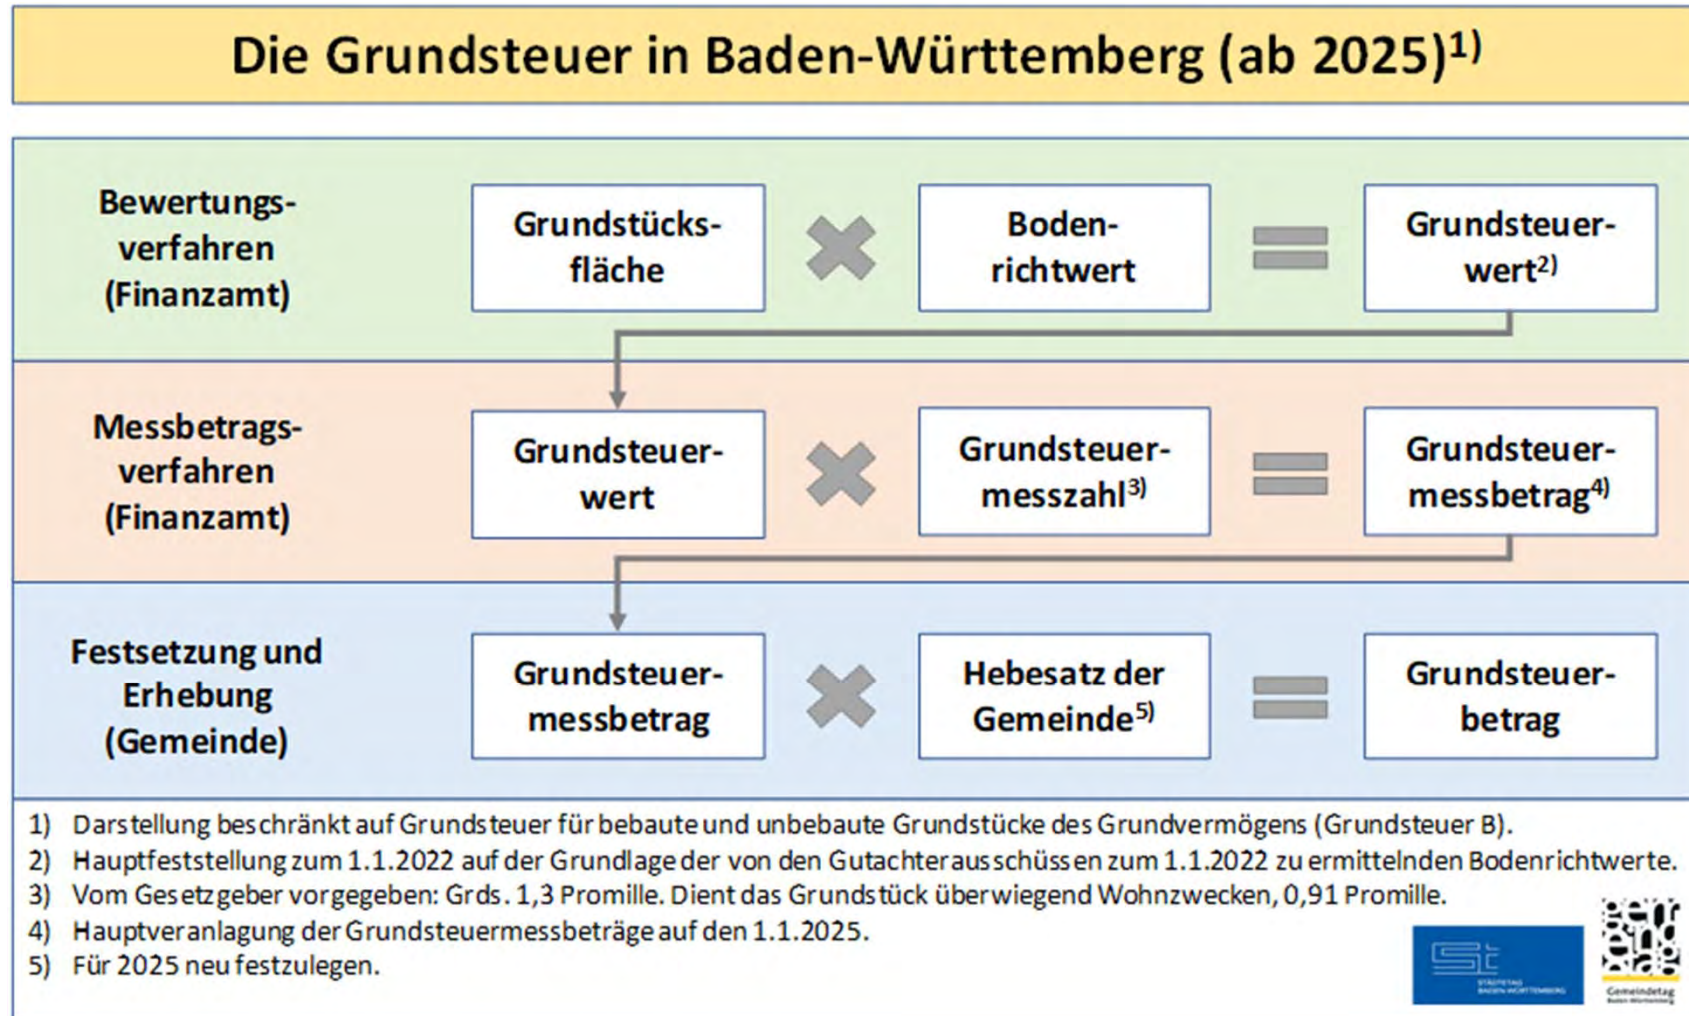 Die Grundsteuer in Baden-Württemberg (ab 2025)1)
Bewertungs-
verfahren
(Finanzamt)
Grundstücks-
fläche
Boden-
richtwert
Grundsteuer-
wert2)
Messbetrags-
verfahren
(Finanzamt)
Grundsteuer-
wert
Grundsteuer-
messzahl3)
Grundsteuer-
messbetrag4)
Festsetzung und
Erhebung
(Gemeinde)
Grundsteuer-
messbetrag
Hebesatz der
Gemeinde5)
Grundsteuer-
betrag
1) Darstellung beschränkt auf Grundsteuer für bebaute und unbebaute Grundstücke des Grundvermögens (Grundsteuer B).
2) Hauptfeststellung zum 1.1.2022 auf der Grundlage der von den Gutachterausschüssen zum 1.1.2022 zu ermittelnden Bodenrichtwerte.
3) Vom Gesetzgeber vorgegeben: Grds. 1,3 Promille. Dient das Grundstück überwiegend Wohnzwecken, 0,91 Promille.
4) Hauptveranlagung der Grundsteuermessbeträge auf den 1.1.2025.
5) Für 2025 neu festzulegen.
STÄDTETAG
BADEN-WÜRTTEMBERG
Gemeindetag
Baden-Württemberg